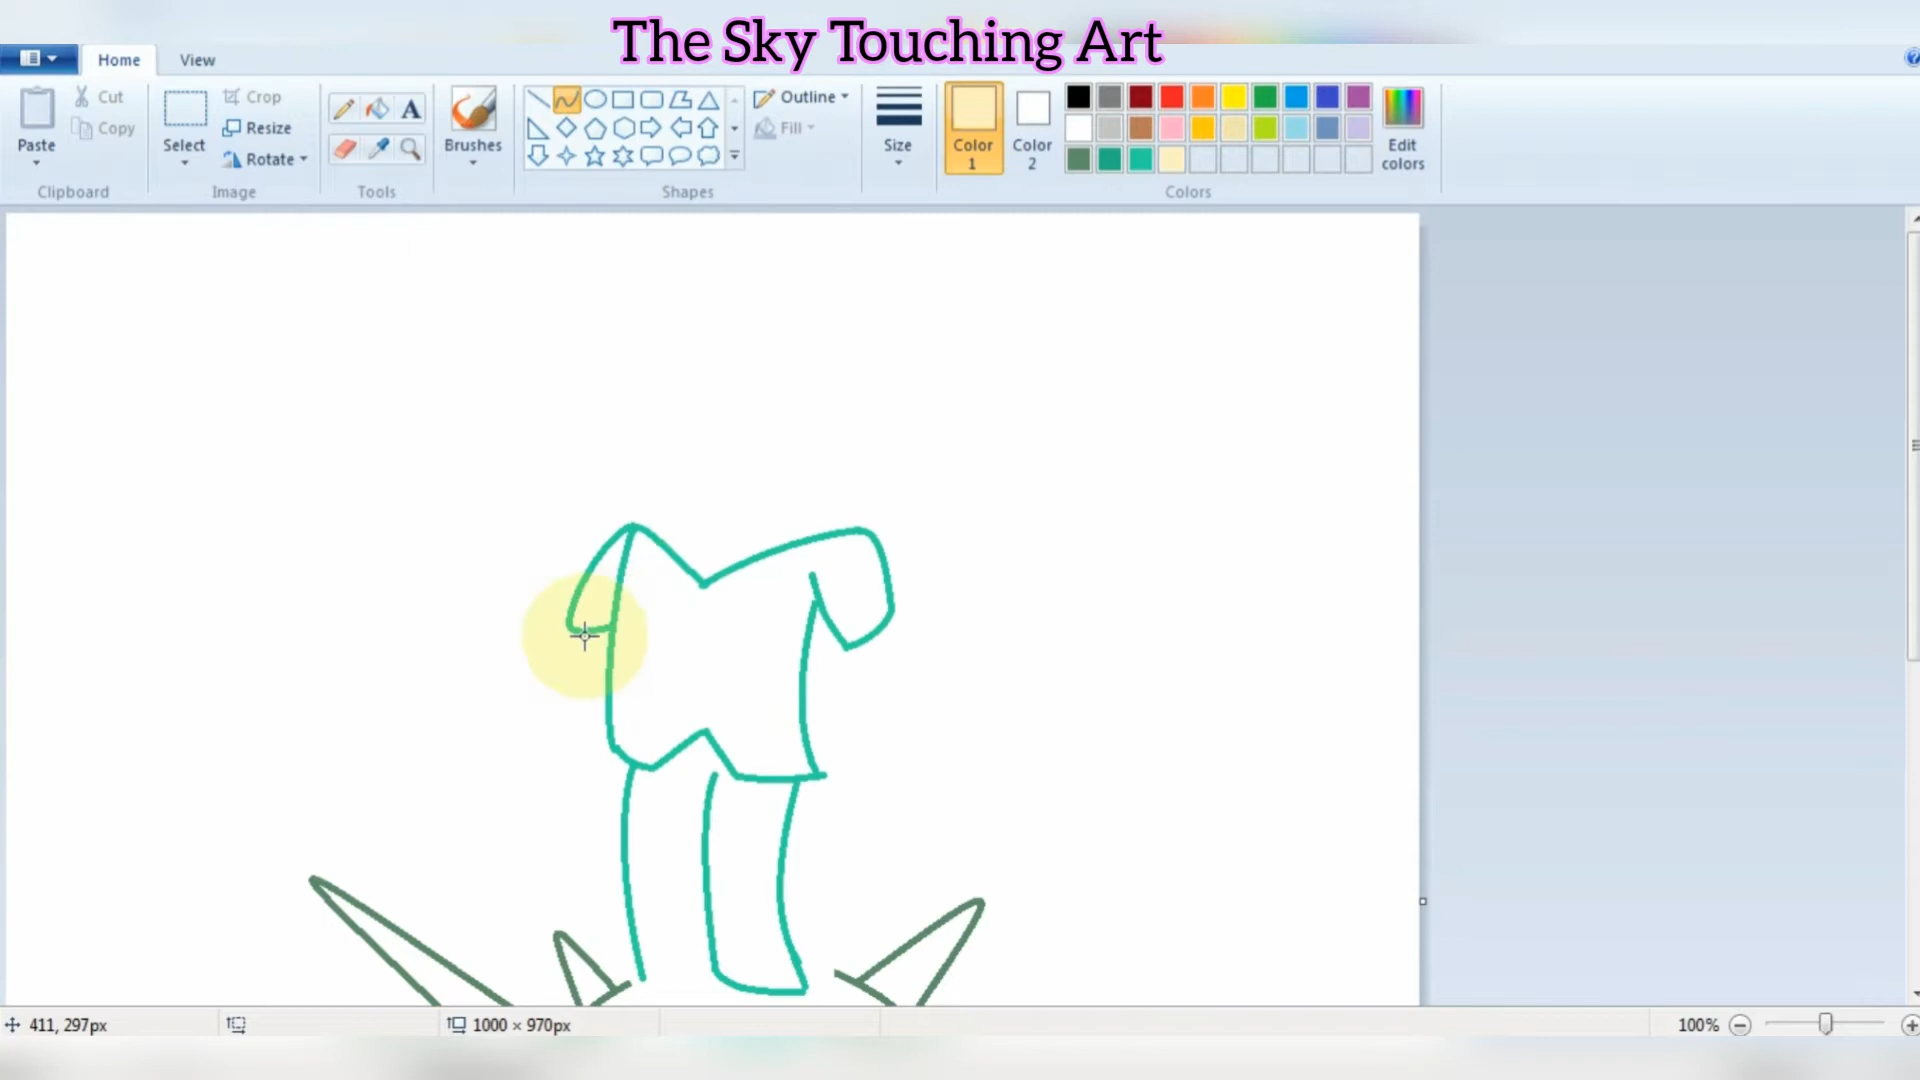 The Sky Touching Art
Home View
Paste
Cut
Copy
Clipboard
Select
Crop
Resize
Rotate
Image
A
Tools
Brushes
Shapes
Outline
Fill
Size
Color
1
Color
2
Edit
colors
Colors
411, 297px
1000 × 970px
100%